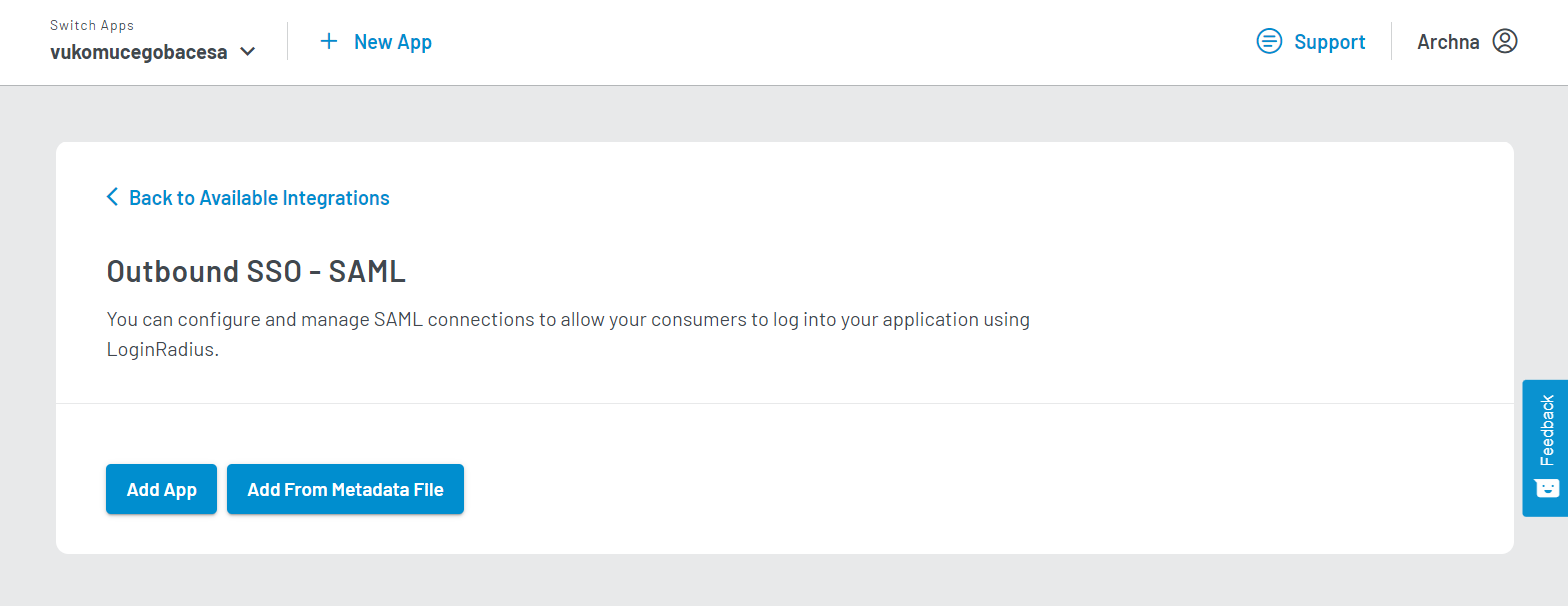 Switch Apps
vukomucegobacesa
New App
Support
Archna
Back to Available Integrations
Outbound SSO - SAML
You can configure and manage SAML connections to allow your consumers to log into your application using
LoginRadius.
Add App
Add From Metadata FIle
Feedback